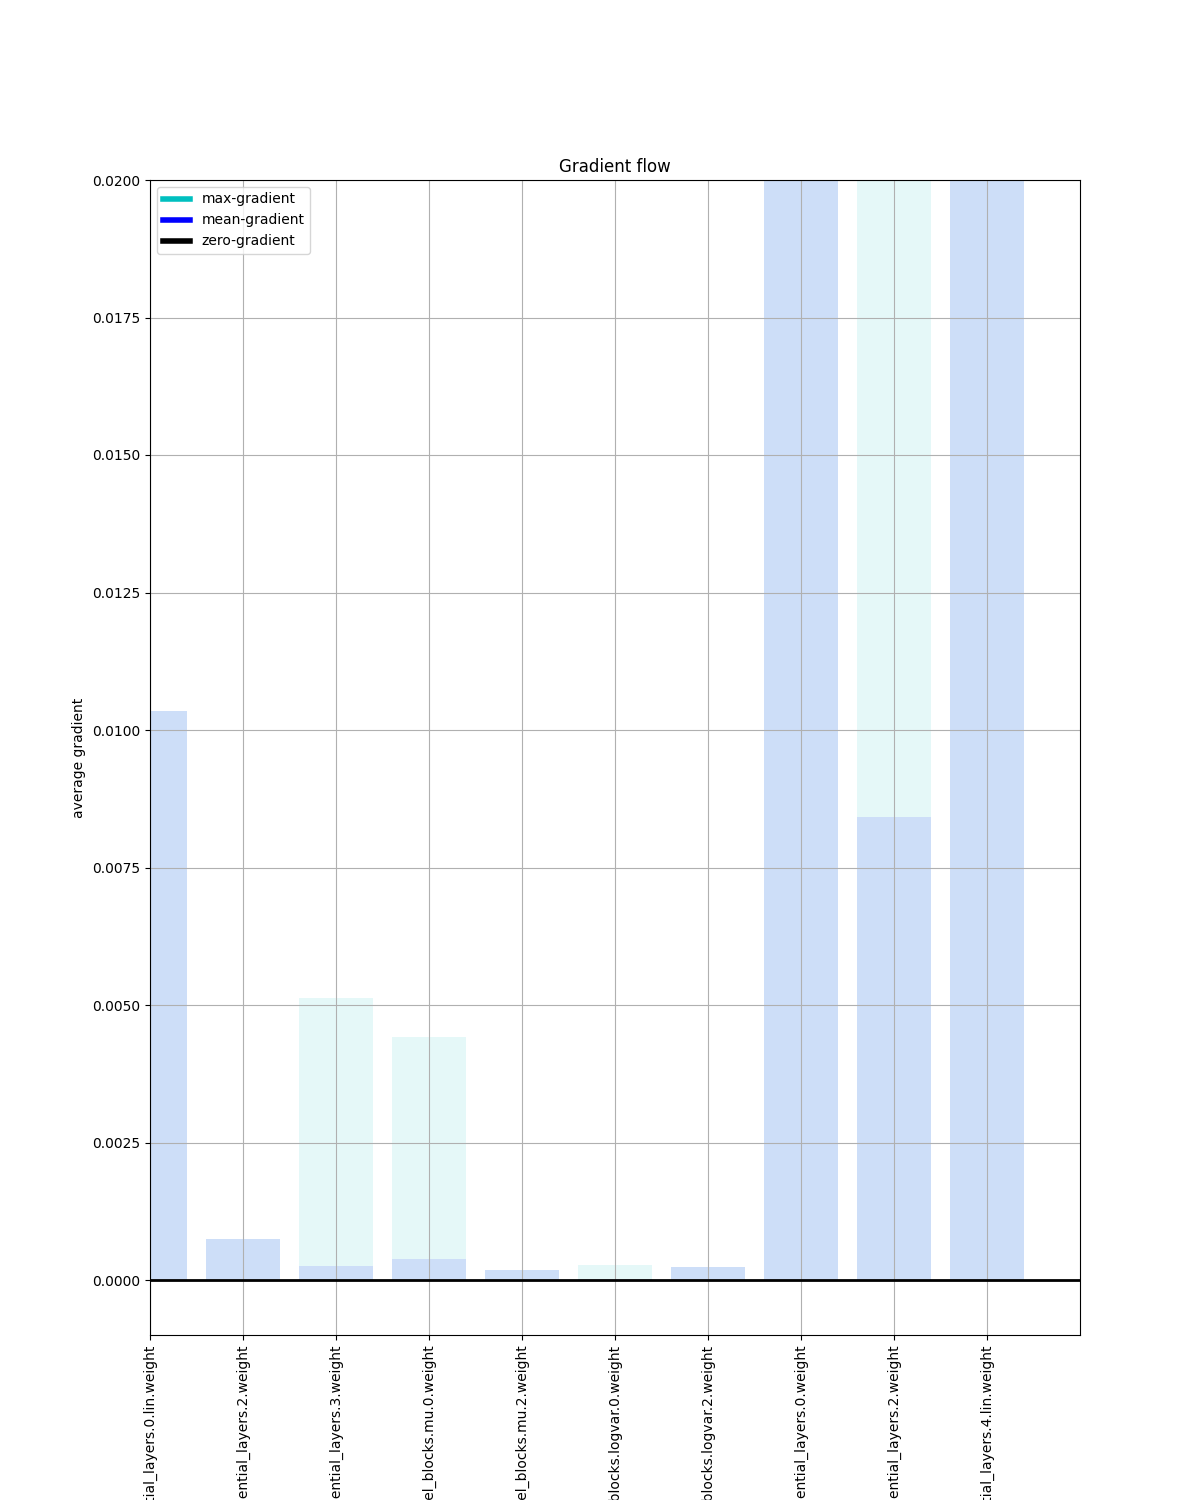 Gradient flow
max-gradient
mean-gradient
zero-gradient
0.0200
0.0175
0.0150
0.0125
0.0100
0.0075
0.0050
0.0025
0.0000
average gradient
tial_layers.0.lin.weight
ential_layers.2.weight
ential_layers.3.weight
el_blocks.mu.0.weight
el_blocks.mu.2.weight
blocks.logvar.0.weight
blocks.logvar.2.weight
ential_layers.0.weight
ential_layers.2.weight
tial_layers.4.lin.weight